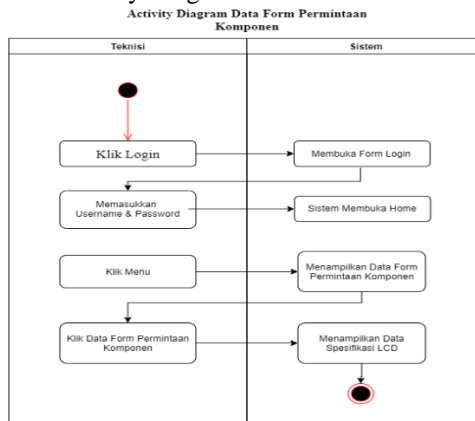 Activity Diagram Data Form Permintaan
Komponen
Teknisi
Sistem
Klik Login
Membuka Form Login
Memasukkan
Username & Password
Sistem Membuka Home
Klik Menu
Menampilkan Data Form
Permintaan Komponen
Klik Data Form Permintaan
Komponen
Menampilkan Data
Spesifikasi LCD